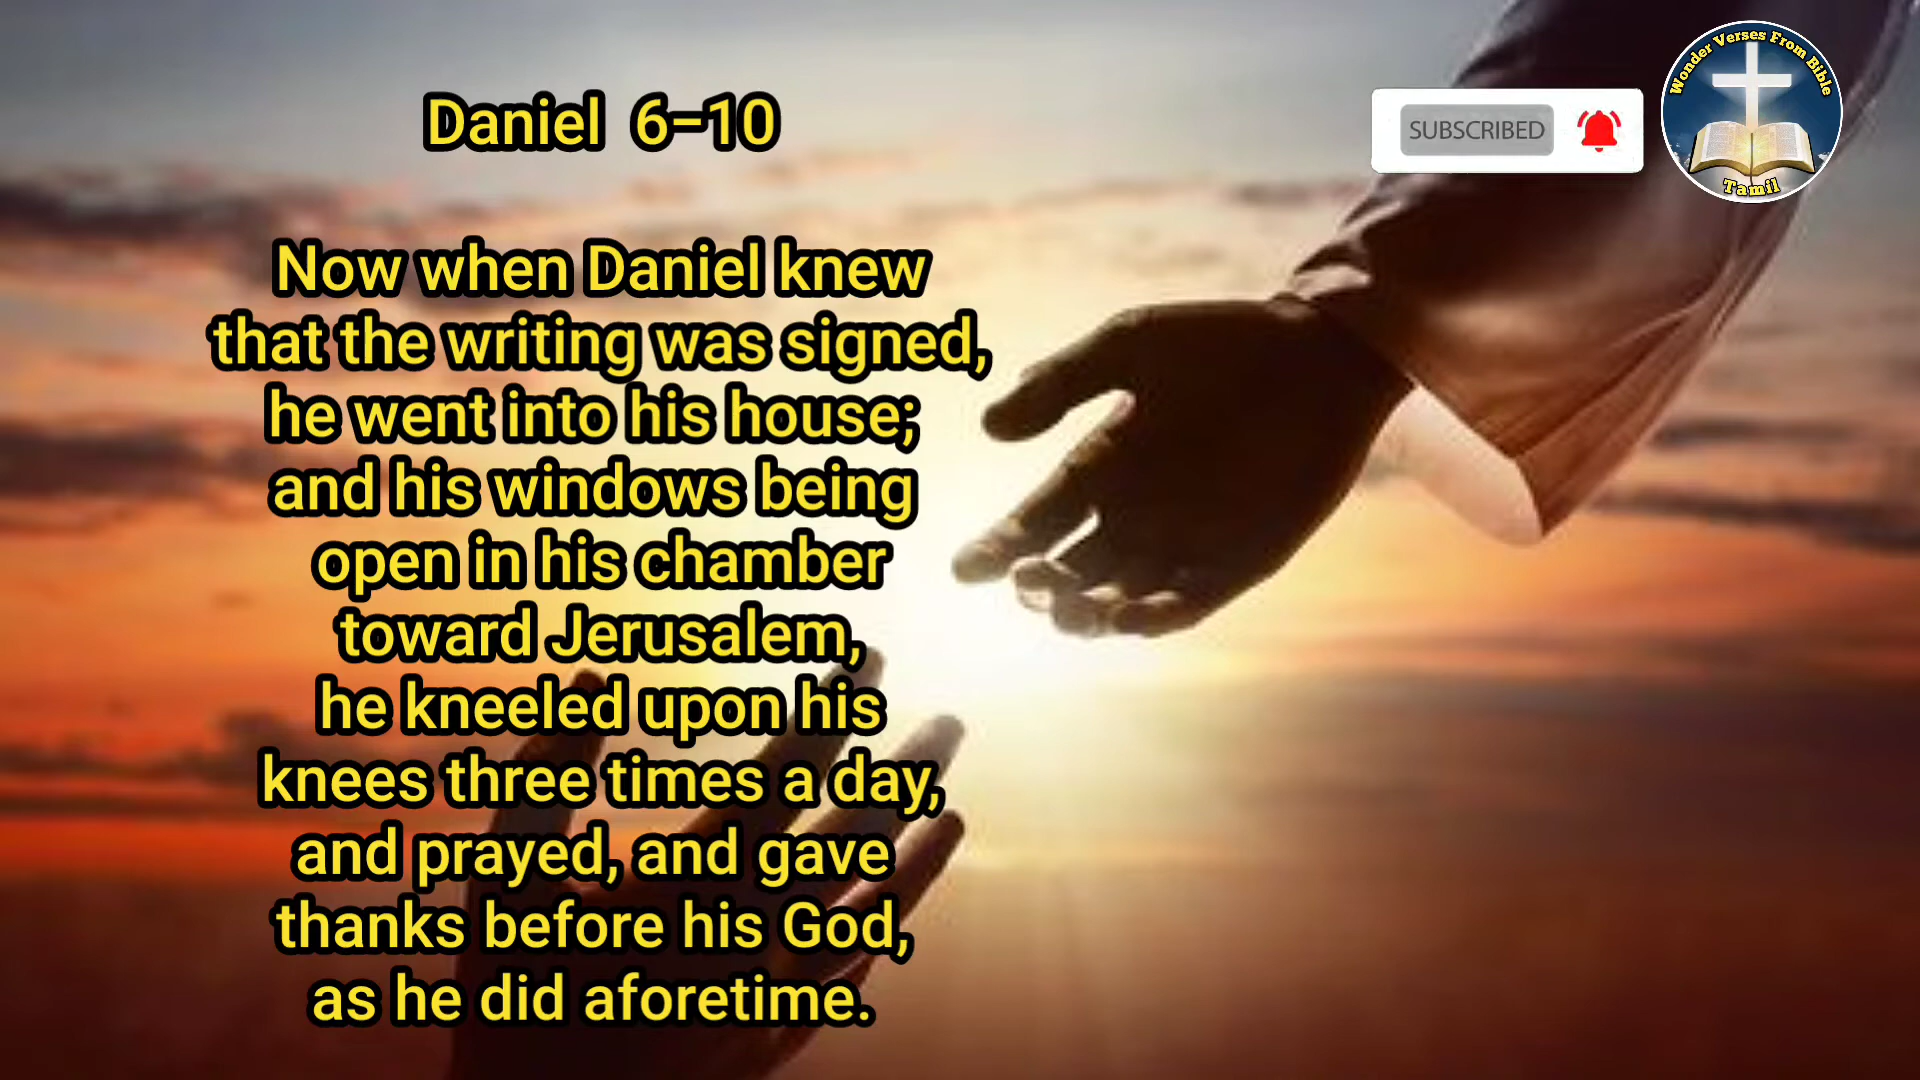 Daniel 6-10
Now when Daniel knew
that the writing was signed,
he went into his house;
and his windows being
open in his chamber
toward Jerusalem,
he kneeled upon his
knees three times a day,
and prayed, and gave
thanks before his God,
as he did aforetime.
SUBSCRIBED
Wonder Verses From Bible
Tamil